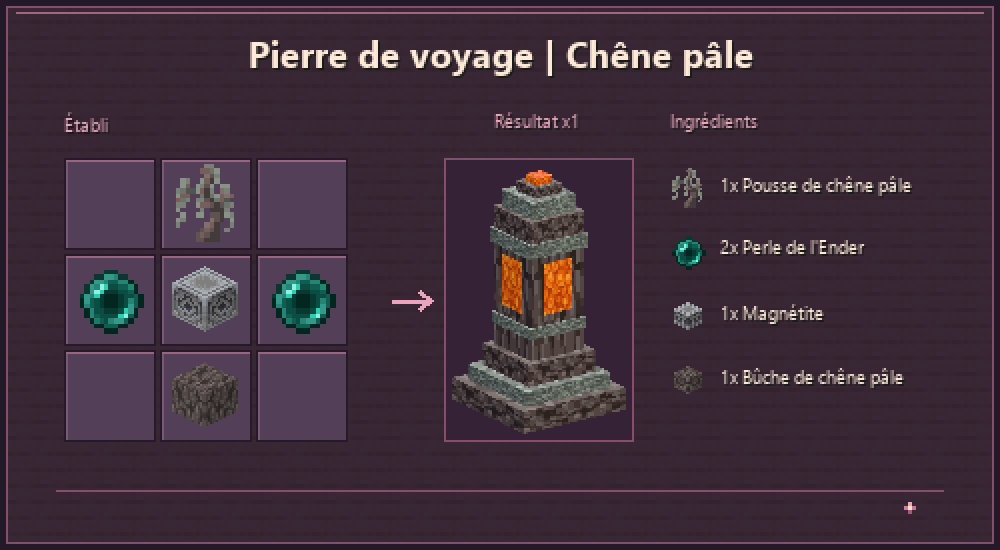 Pierre de voyage | Chêne pâle
Établi
Résultat x1
Ingrédients
1x Pousse de chêne pâle
2x Perle de l'Ender
1x Magnétite
1x Bûche de chêne pâle